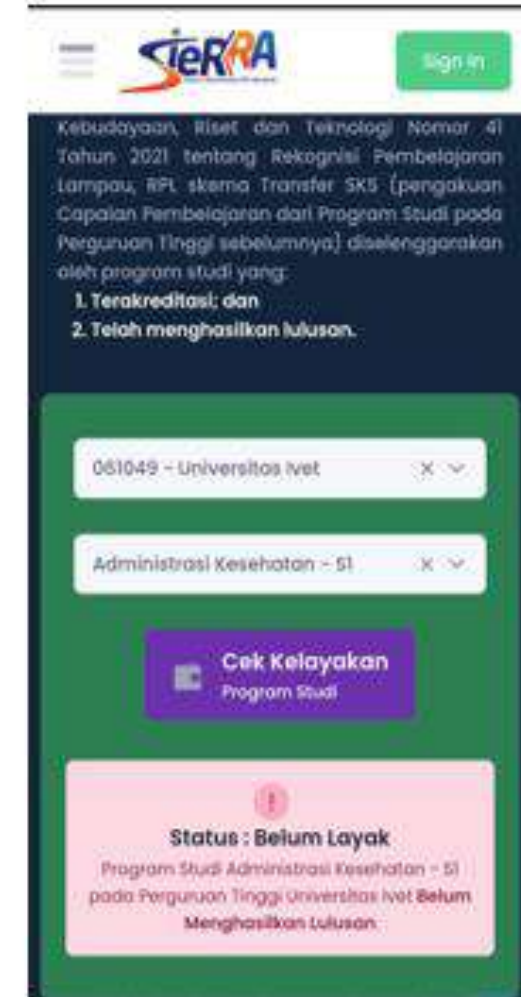 SIERRA
Sign In
Kebudayaan, Riset dan Teknologi Nomor 41
Tahun 2021 tentang Rekognisi Pembelajaran
Lampau, RPL skema Transfer SKS (pengakuan
Capaian Pembelajaran dari Program Studi pada
Perguruan Tinggi sebelumnya) diselenggarakan
oleh program studi yang:
1. Terakreditasi; dan
2. Telah menghasilkan lulusan.
061049 - Universitas Ivet
Administrasi Kesehatan - S1
Cek Kelayakan
Program Studi
Status : Belum Layak
Program Studi Administrasi Kesehatan - S1
pada Perguruan Tinggi Universitas Ivet Belum
Menghasilkan Lulusan